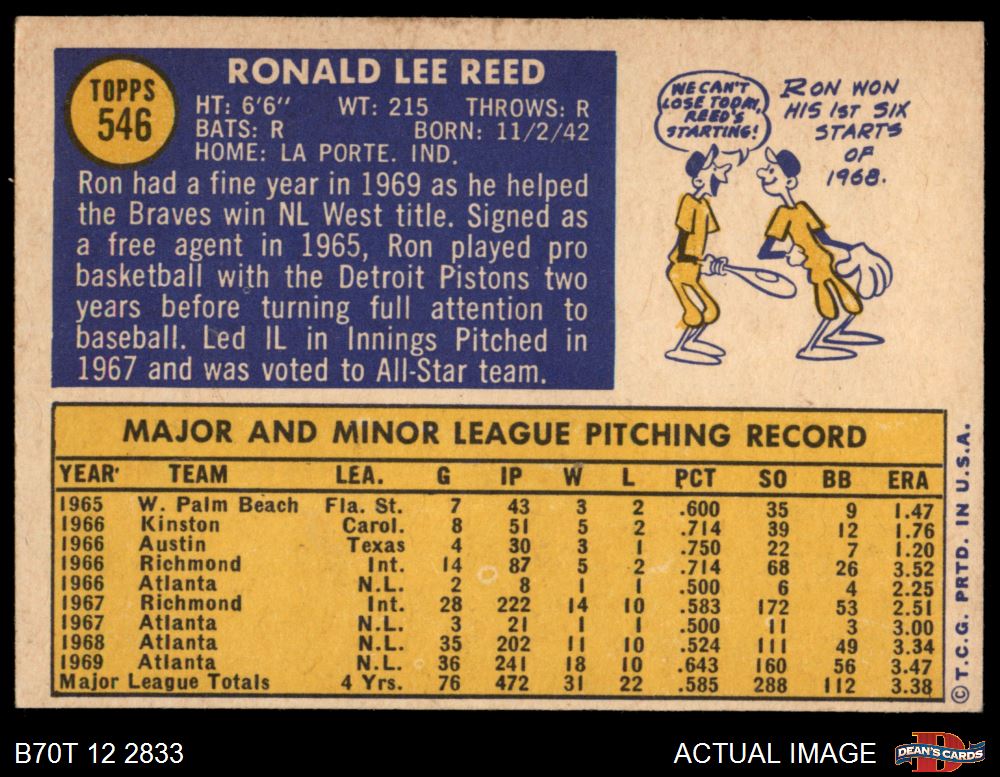 TOPPS
546
RONALD LEE REED
HT: 6'6" WT: 215 THROWS: R
BATS: R BORN: 11/2/42
HOME: LA PORTE. IND.
Ron had a fine year in 1969 as he helped
the Braves win NL West title. Signed as
a free agent in 1965, Ron played pro
basketball with the Detroit Pistons two
years before turning full attention to
baseball. Led IL in Innings Pitched in
1967 and was voted to All-Star team.
WE CAN'T
LOSE TODAY,
REED'S
STARTING!
RON WON
HIS 1ST SIX
STARTS
OF
1968.
MAJOR AND MINOR LEAGUE PITCHING RECORD
YEAR' TEAM LEA. G IP W L PCT SO BB ERA
1965 W. Palm Beach Fla. St. 7 43 3 2 .600 35 9 1.47
1966 Kinston Carol. 8 51 5 2 .714 39 12 1.76
1966 Austin Texas 4 30 3 1 .750 22 7 1.20
1966 Richmond Int. 14 87 5 2 .714 68 26 3.52
1966 Atlanta N.L. 2 8 1 1 .500 6 4 2.25
1967 Richmond Int. 28 222 14 10 .583 172 53 2.51
1967 Atlanta N.L. 3 21 1 1 .500 11 3 3.00
1968 Atlanta N.L. 35 202 11 10 .524 111 49 3.34
1969 Atlanta N.L. 36 241 18 10 .643 160 56 3.47
Major League Totals 4 Yrs. 76 472 31 22 .585 288 112 3.38
© T.C.G. PRTD. IN U.S.A.
B70T 12 2833
ACTUAL IMAGE
D
DEAN'S CARDS